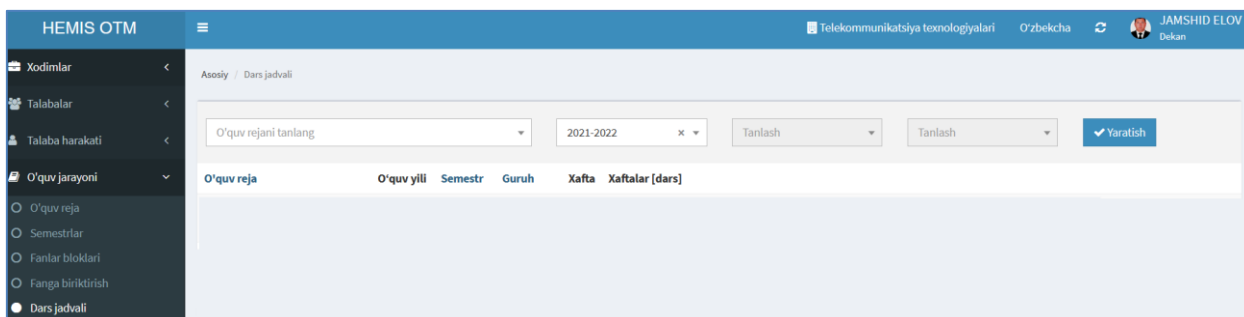 HEMIS OTM
Telekommunikatsiya texnologiyalari O'zbekcha JAMSHID ELOV
Dekan
Xodimlar
Talabalar
Talaba harakati
O'quv jarayoni
O'quv reja
Semestrlar
Fanlar bloklari
Fanga biriktirish
Dars jadvali
Asosiy / Dars jadvali
O'quv rejani tanlang 2021-2022 × Tanlash Tanlash Yaratish
O'quv reja O'quv yili Semestr Guruh Xafta Xaftalar [dars]